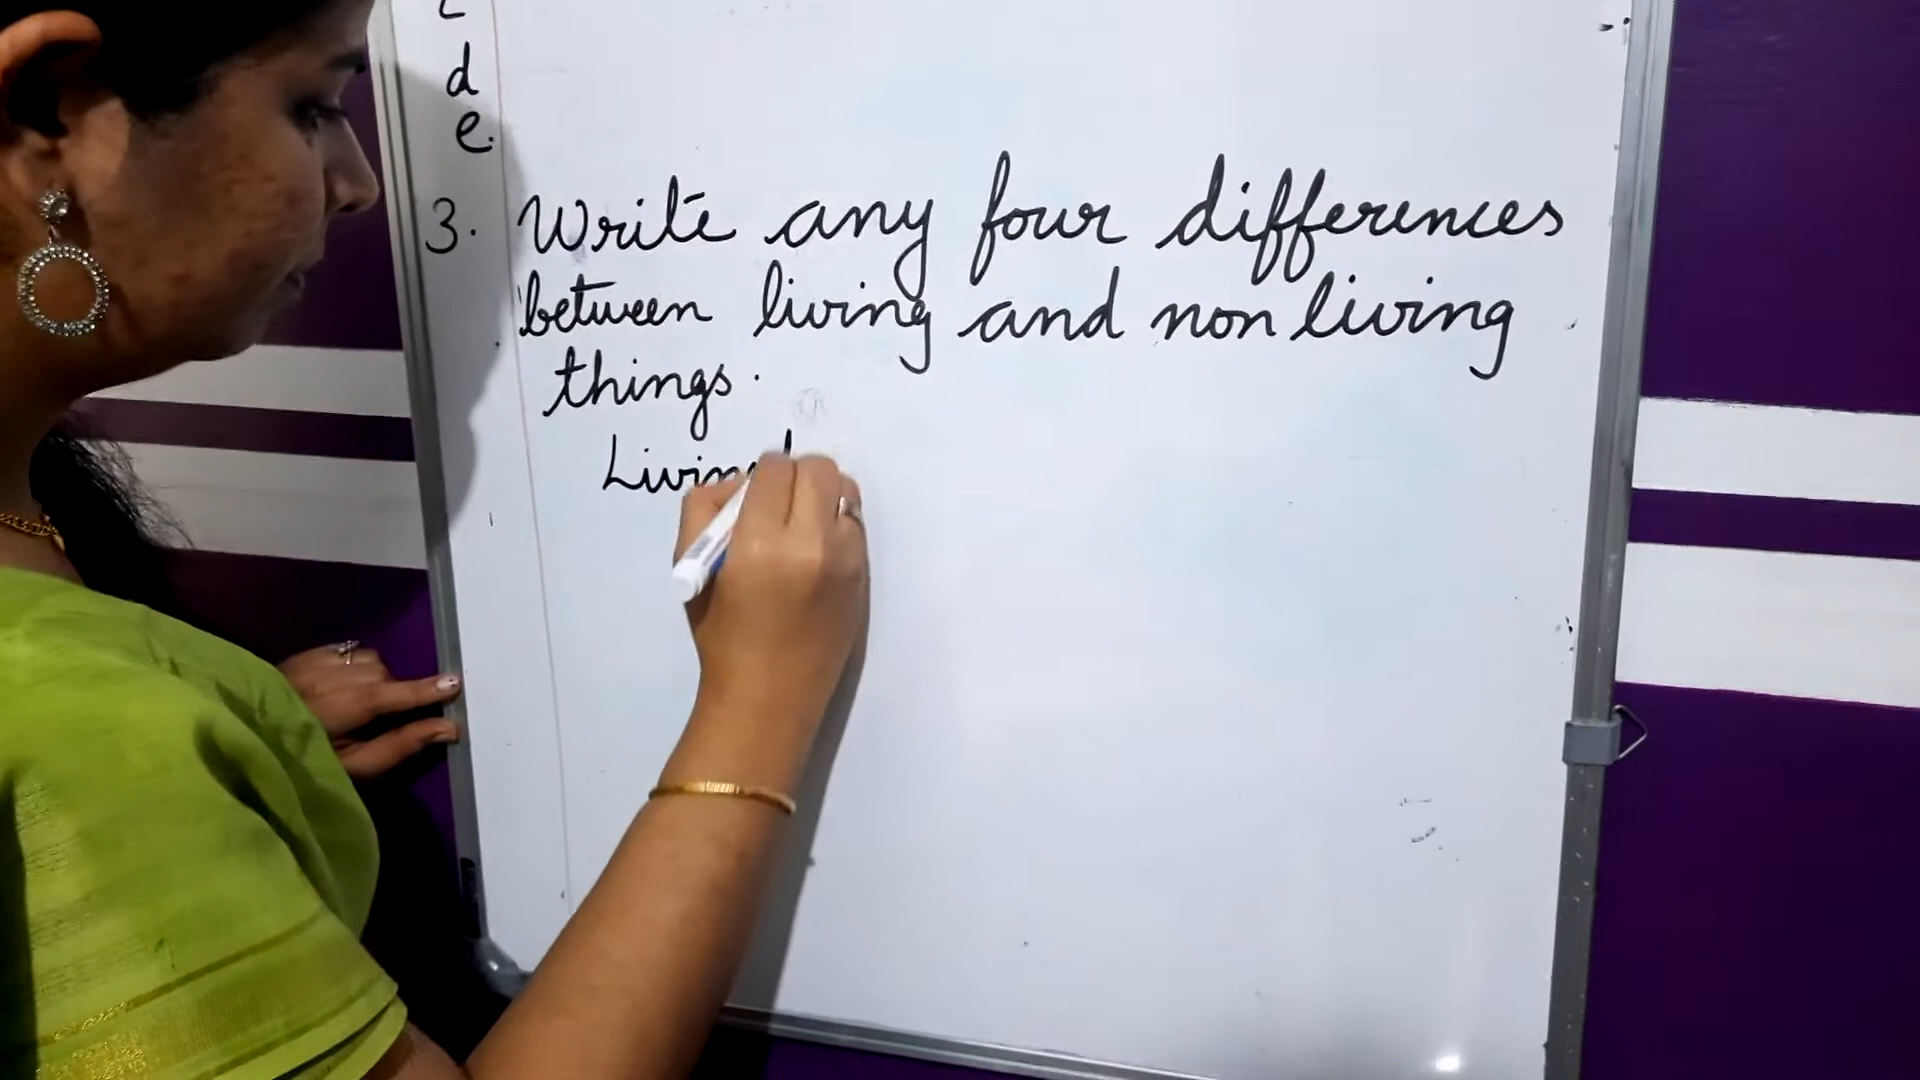 d
e.
3. Write any four differences
between living and non living
things.
Living